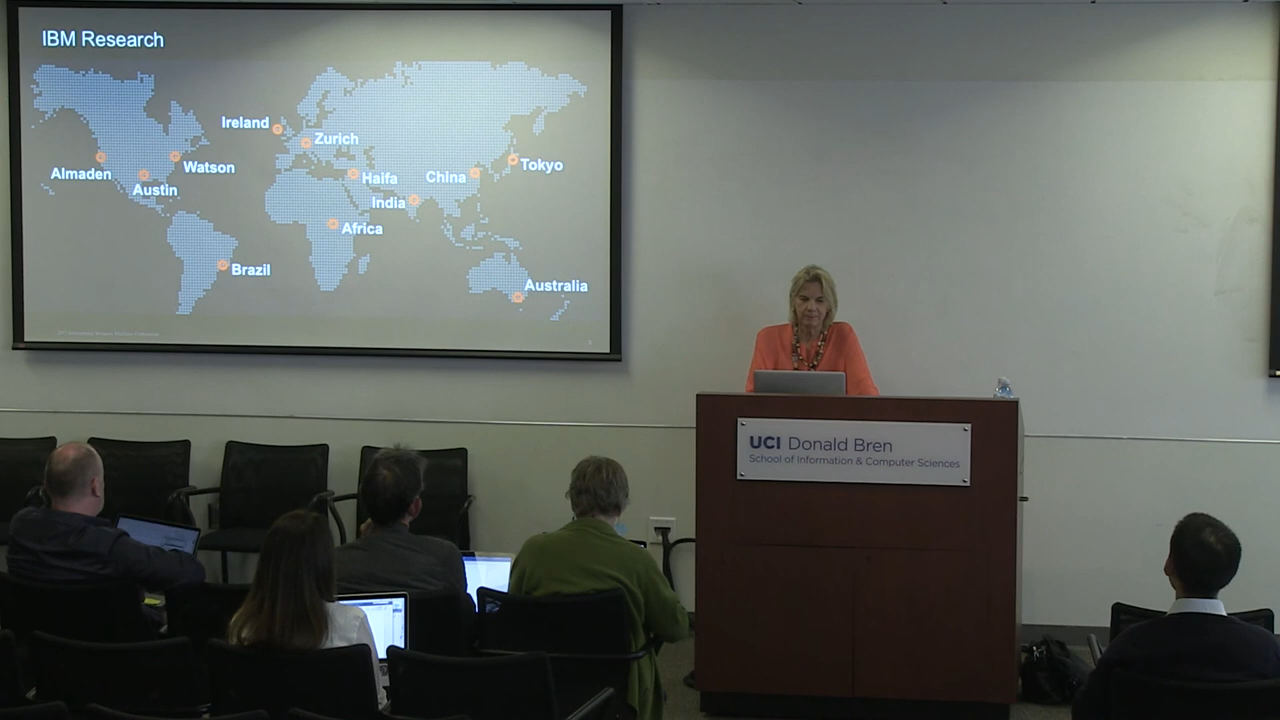 IBM Research
Ireland
Zurich
Almaden
Watson
Austin
Haifa
China
Tokyo
India
Africa
Brazil
Australia
UCI Donald Bren
School of Information & Computer Sciences